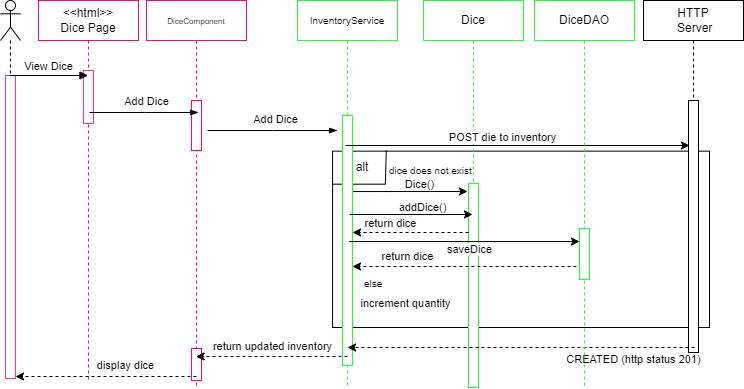 <<html>>
Dice Page
DiceComponent
InventoryService
Dice
DiceDAO
HTTP
Server
View Dice
Add Dice
Add Dice
POST die to inventory
alt
dice does not exist
Dice()
addDice()
return dice
saveDice
return dice
else
increment quantity
return updated inventory
CREATED (http status 201)
display dice